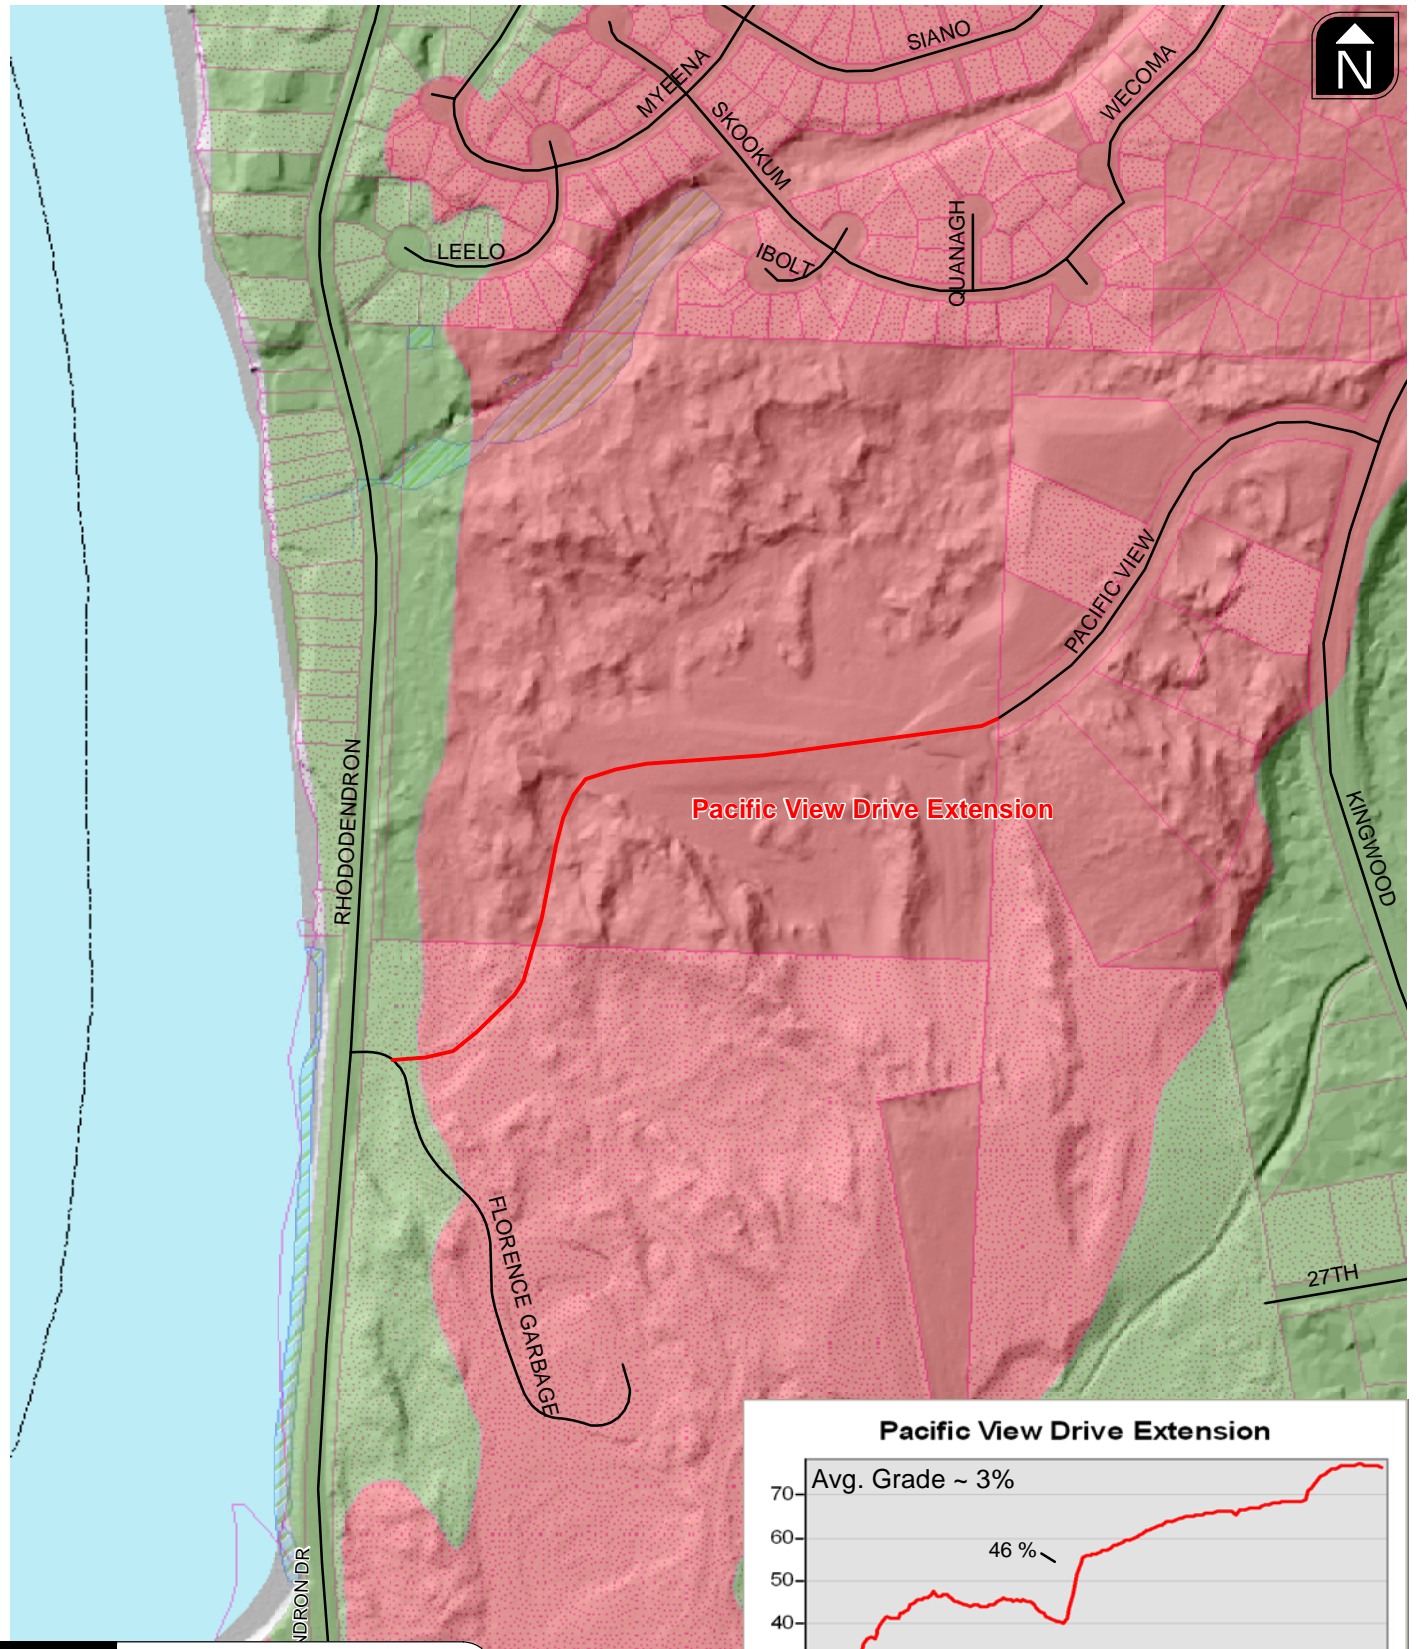 SIANO
N
MYEENA
WECOMA
SKOOKUM
LEELO
IBOLT
QUANAGH
PACIFIC VIEW
RHODODENDRON
Pacific View Drive Extension
KINGWOOD
FLORENCE GARBAGE
27TH
NDRON DR
Pacific View Drive Extension
Avg. Grade ~ 3%
70
60
46 %
50
40